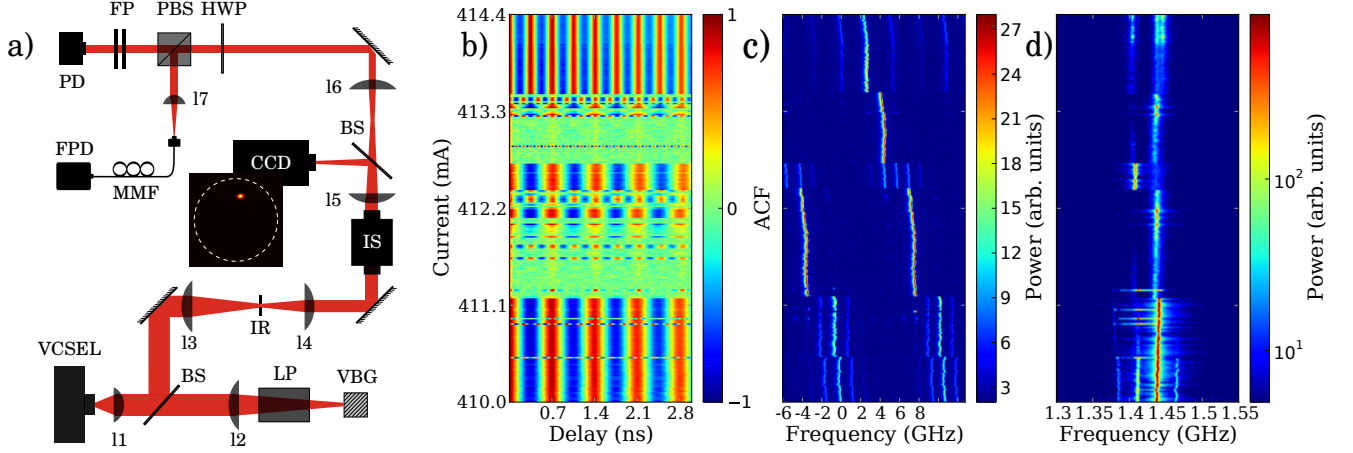 a)
FP PBS HWP
PD
l7
l6
BS
FPD
MMF
CCD
l5
IS
l3
IR
l4
VCSEL
BS
LP
VBG
l1
l2
b)
414.4
413.3
412.2
411.1
410.0
Current (mA)
0.7 1.4 2.1 2.8
Delay (ns)
1
0
−1
ACF
c)
-6 -4 -2 0 2 4 6 8
Frequency (GHz)
27
24
21
18
15
12
9
6
3
Power (arb. units)
d)
1.3 1.35 1.4 1.45 1.5 1.55
Frequency (GHz)
10²
10¹
Power (arb. units)